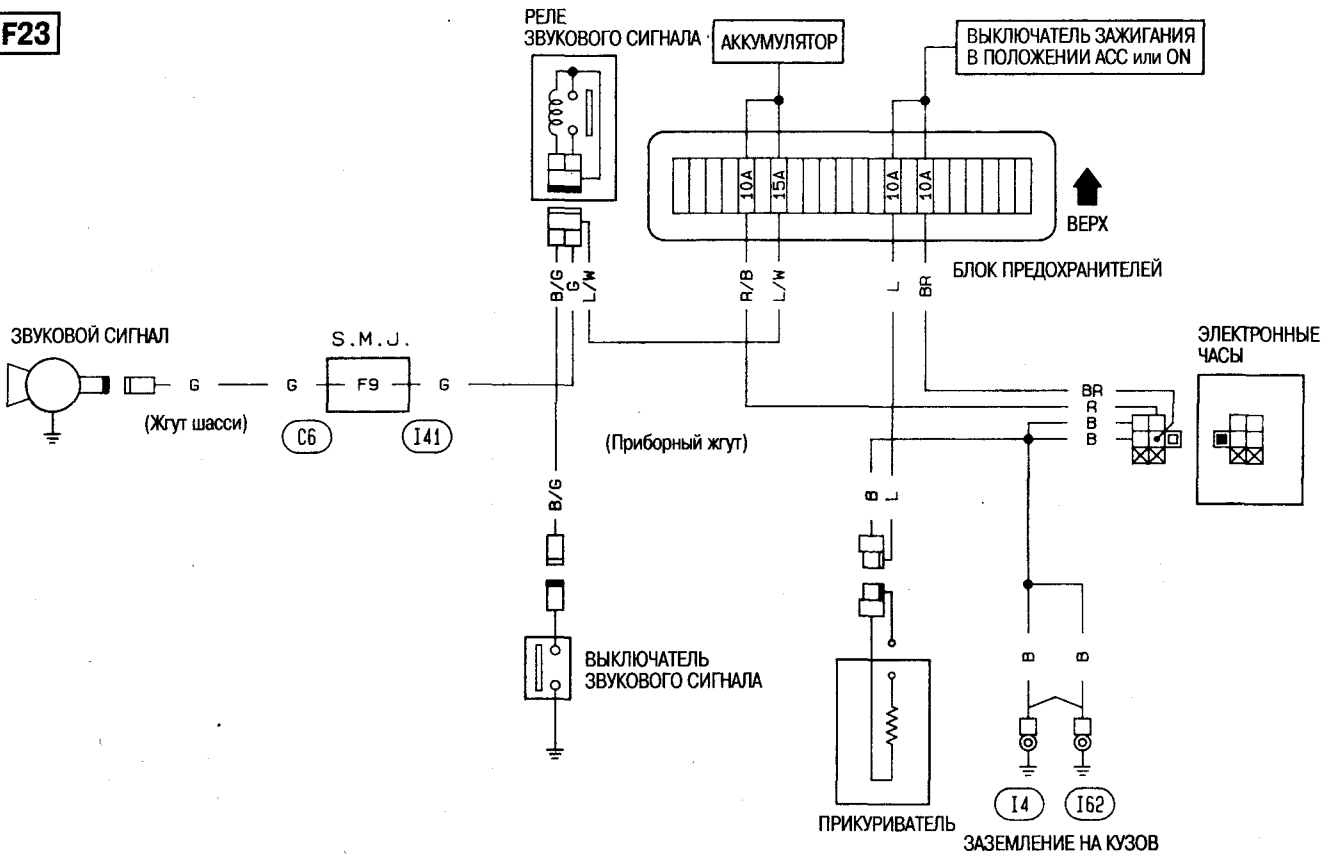 F23
РЕЛЕ
ЗВУКОВОГО СИГНАЛА
АККУМУЛЯТОР
ВЫКЛЮЧАТЕЛЬ ЗАЖИГАНИЯ
В ПОЛОЖЕНИИ ACC или ON
10A
15A
10A
10A
ВЕРХ
БЛОК ПРЕДОХРАНИТЕЛЕЙ
B/G
G
L/W
R/B
L/W
L
BR
ЗВУКОВОЙ СИГНАЛ
S.M.J.
G
G
F9
G
(Жгут шасси)
C6
I41
(Приборный жгут)
ЭЛЕКТРОННЫЕ
ЧАСЫ
BR
R
B
B
B/G
B
L
ВЫКЛЮЧАТЕЛЬ
ЗВУКОВОГО СИГНАЛА
B
B
ПРИКУРИВАТЕЛЬ
I4
I62
ЗАЗЕМЛЕНИЕ НА КУЗОВ